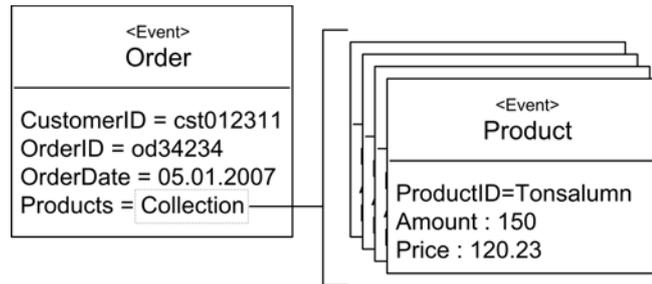 <Event>
Order
CustomerID = cst012311
OrderID = od34234
OrderDate = 05.01.2007
Products = Collection
<Event>
Product
ProductID=Tonsalumn
Amount : 150
Price : 120.23